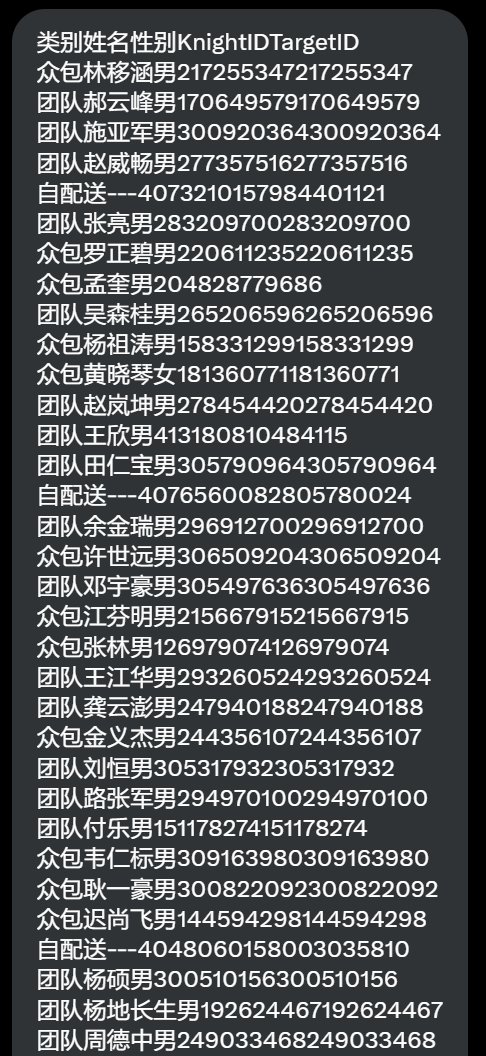 类别姓名性别KnightIDTargetID
众包林移涵男217255347217255347
团队郝云峰男170649579170649579
团队施亚军男300920364300920364
团队赵威畅男277357516277357516
自配送---4073210157984401121
团队张亮男283209700283209700
众包罗正碧男220611235220611235
众包孟奎男204828779686
团队吴森桂男265206596265206596
众包杨祖涛男158331299158331299
众包黄晓琴女181360771181360771
团队赵岚坤男278454420278454420
团队王欣男413180810484115
团队田仁宝男305790964305790964
自配送---4076560082805780024
团队余金瑞男296912700296912700
众包许世远男306509204306509204
团队邓宇豪男305497636305497636
众包江芬明男215667915215667915
众包张林男126979074126979074
团队王江华男293260524293260524
团队龚云澎男247940188247940188
众包金义杰男244356107244356107
团队刘恒男305317932305317932
团队路张军男294970100294970100
团队付乐男151178274151178274
众包韦仁标男309163980309163980
众包耿一豪男300822092300822092
众包迟尚飞男144594298144594298
自配送---4048060158003035810
团队杨硕男300510156300510156
团队杨地长生男192624467192624467
团队周德中男249033468249033468